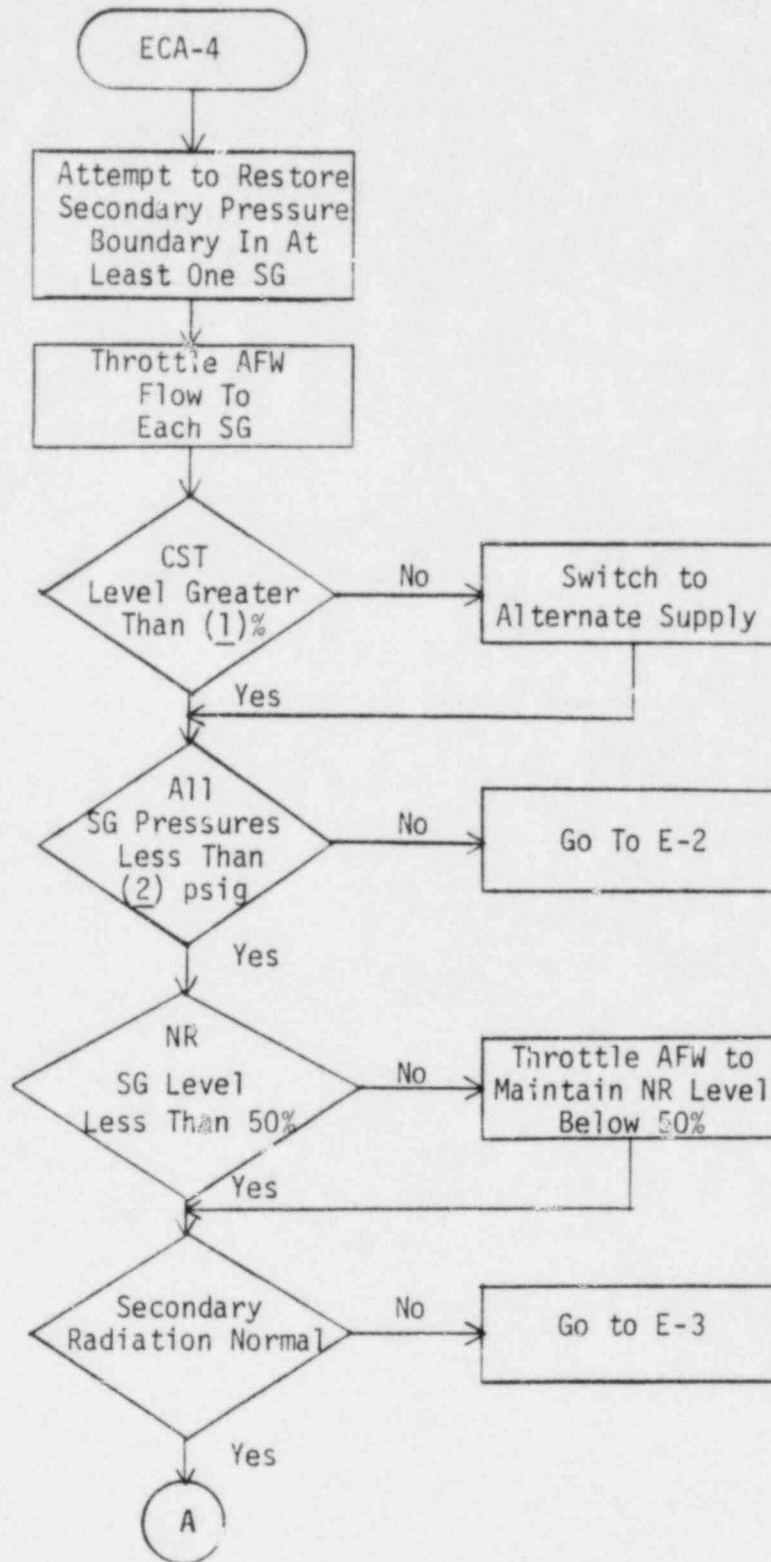 ECA-4
Attempt to Restore
Secondary Pressure
Boundary In At
Least One SG
Throttle AFW
Flow To
Each SG
CST
Level Greater
Than (1)%
No
Switch to
Alternate Supply
Yes
All
SG Pressures
Less Than
(2) psig
No
Go To E-2
Yes
NR
SG Level
Less Than 50%
No
Throttle AFW to
Maintain NR Level
Below 50%
Yes
Secondary
Radiation Normal
No
Go to E-3
Yes
A